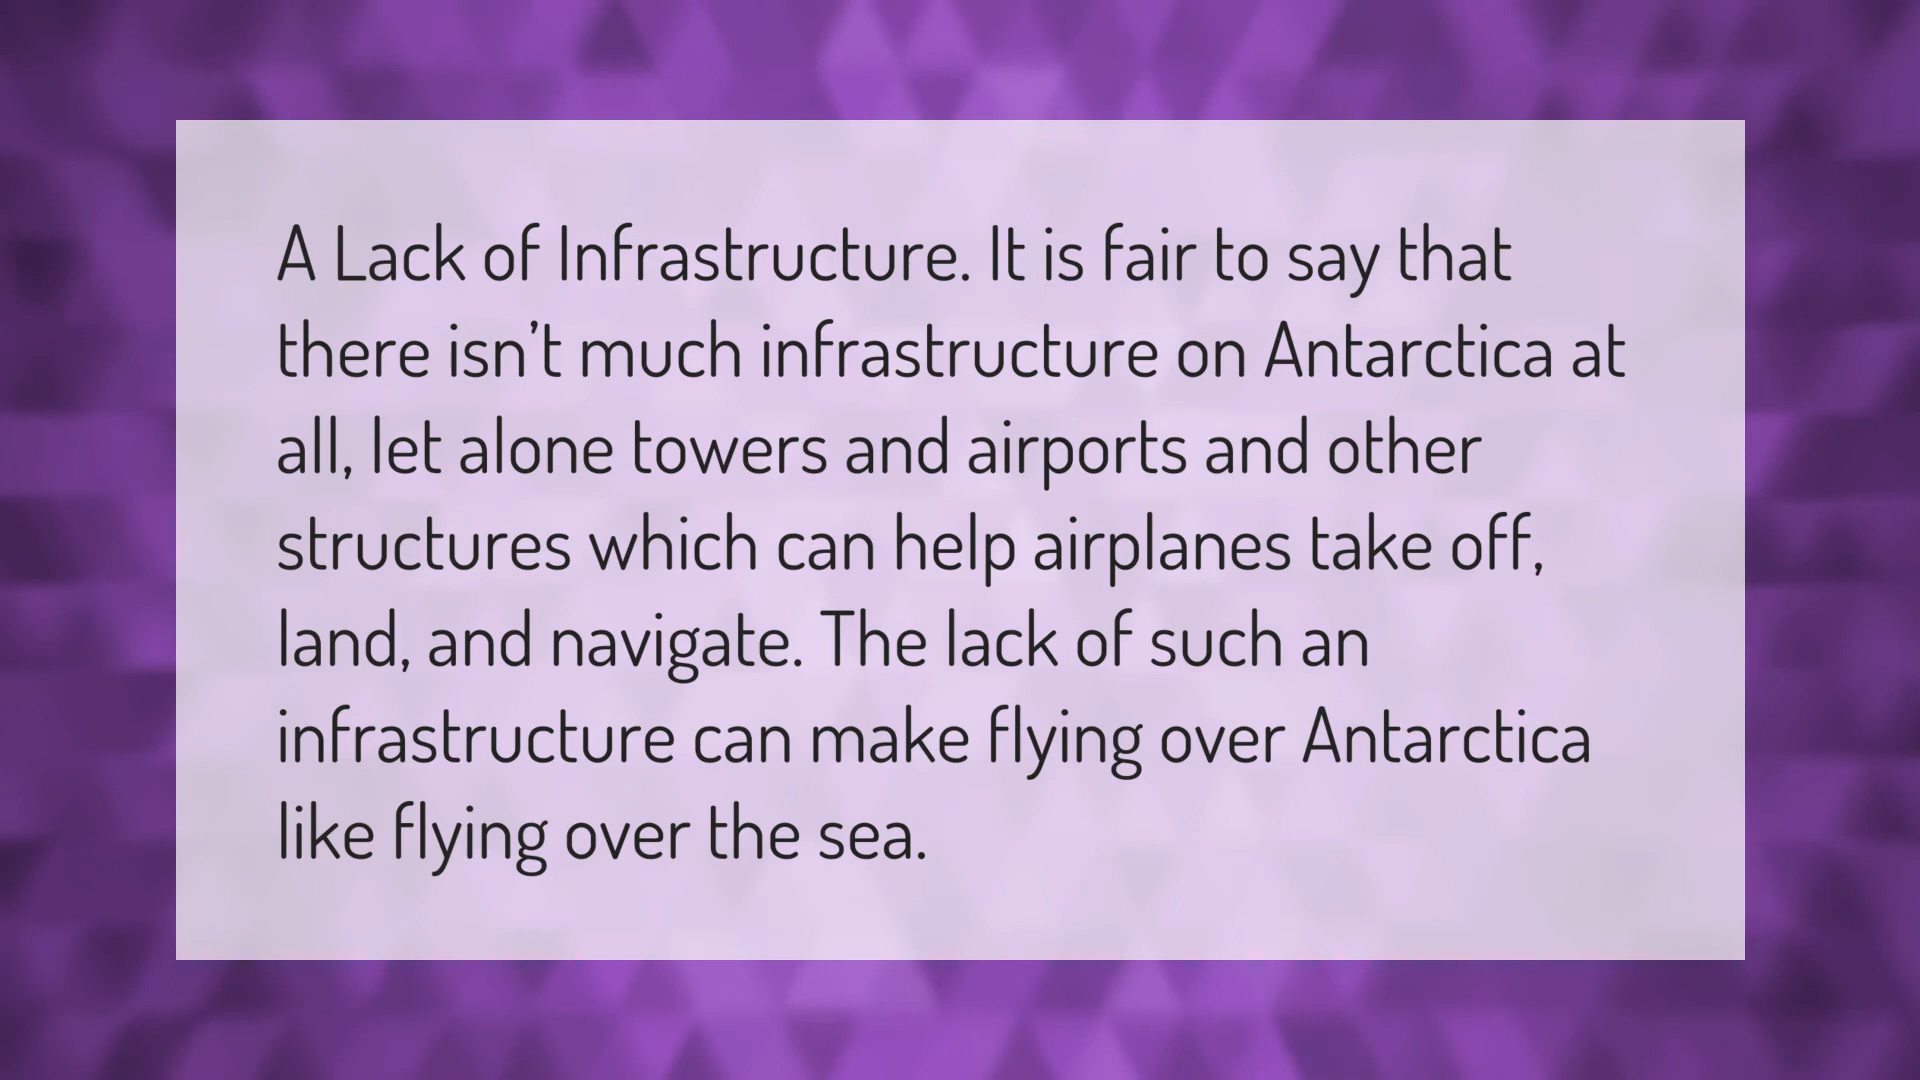 A Lack of Infrastructure. It is fair to say that
there isn’t much infrastructure on Antarctica at
all, let alone towers and airports and other
structures which can help airplanes take off,
land, and navigate. The lack of such an
infrastructure can make flying over Antarctica
like flying over the sea.